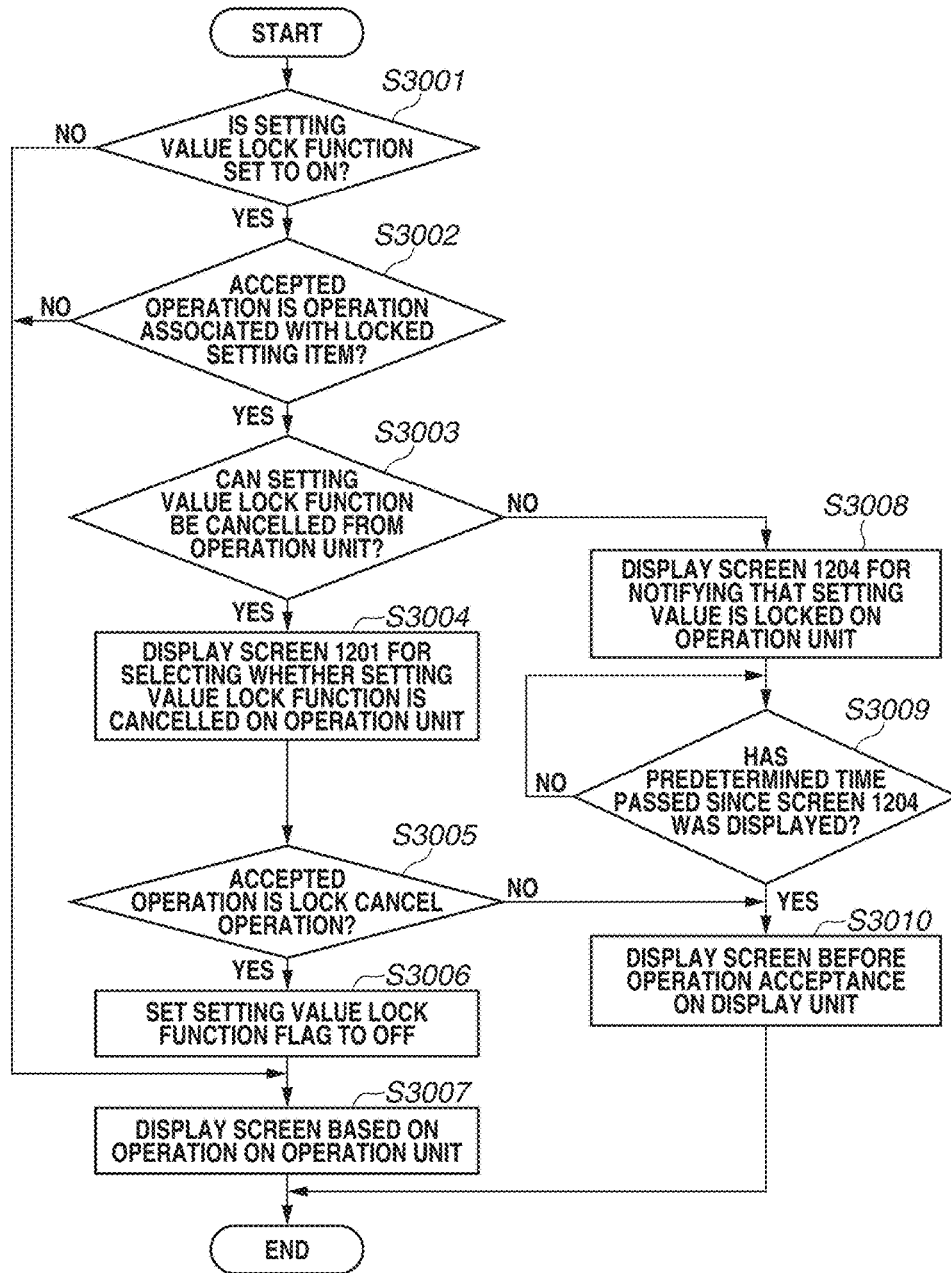 START
S3001
IS SETTING
VALUE LOCK FUNCTION
SET TO ON?
NO
YES
S3002
ACCEPTED
OPERATION IS OPERATION
ASSOCIATED WITH LOCKED
SETTING ITEM?
NO
YES
S3003
CAN SETTING
VALUE LOCK FUNCTION
BE CANCELLED FROM
OPERATION UNIT?
NO
YES
S3004
DISPLAY SCREEN 1201 FOR
SELECTING WHETHER SETTING
VALUE LOCK FUNCTION IS
CANCELLED ON OPERATION UNIT
S3008
DISPLAY SCREEN 1204 FOR
NOTIFYING THAT SETTING
VALUE IS LOCKED ON
OPERATION UNIT
S3009
HAS
PREDETERMINED TIME
PASSED SINCE SCREEN 1204
WAS DISPLAYED?
NO
YES
S3005
ACCEPTED
OPERATION IS LOCK CANCEL
OPERATION?
NO
YES
S3006
SET SETTING VALUE LOCK
FUNCTION FLAG TO OFF
S3010
DISPLAY SCREEN BEFORE
OPERATION ACCEPTANCE
ON DISPLAY UNIT
S3007
DISPLAY SCREEN BASED ON
OPERATION ON OPERATION UNIT
END